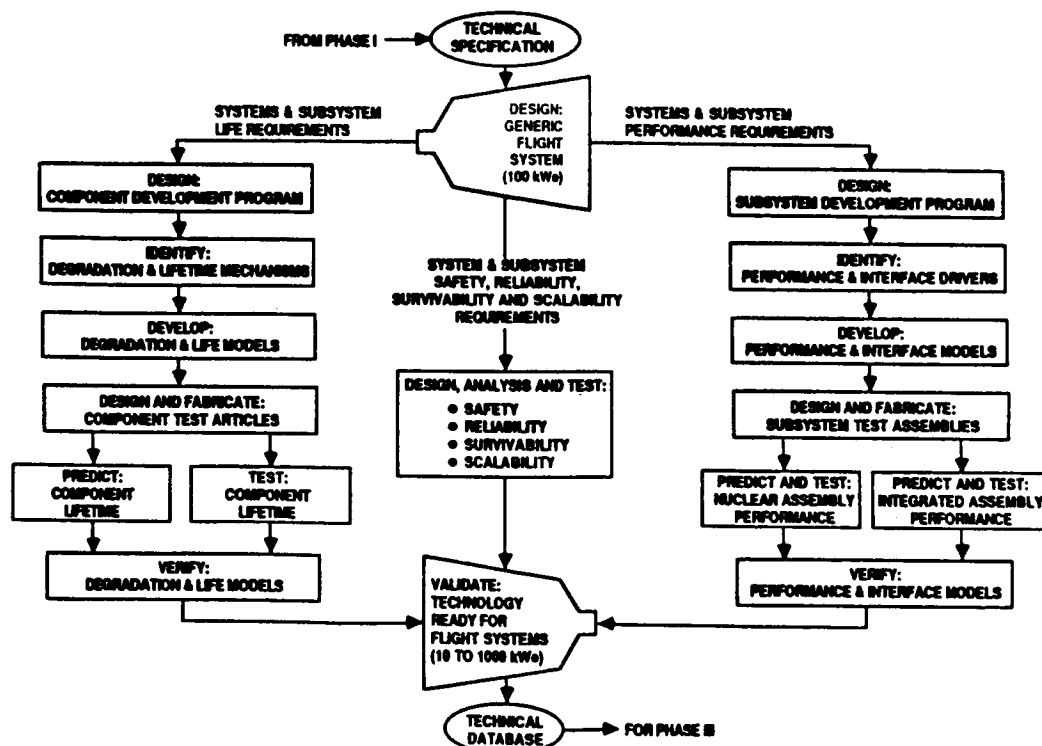 FROM PHASE I
TECHNICAL
SPECIFICATION
SYSTEMS & SUBSYSTEM
LIFE REQUIREMENTS
DESIGN:
GENERIC
FLIGHT
SYSTEM
(100 kWe)
SYSTEMS & SUBSYSTEM
PERFORMANCE REQUIREMENTS
DESIGN:
COMPONENT DEVELOPMENT PROGRAM
IDENTIFY:
DEGRADATION & LIFETIME MECHANISMS
DEVELOP:
DEGRADATION & LIFE MODELS
DESIGN AND FABRICATE:
COMPONENT TEST ARTICLES
PREDICT:
COMPONENT
LIFETIME
TEST:
COMPONENT
LIFETIME
VERIFY:
DEGRADATION & LIFE MODELS
SYSTEM & SUBSYSTEM
SAFETY, RELIABILITY,
SURVIVABILITY AND SCALABILITY
REQUIREMENTS
DESIGN, ANALYSIS AND TEST:
● SAFETY
● RELIABILITY
● SURVIVABILITY
● SCALABILITY
DESIGN:
SUBSYSTEM DEVELOPMENT PROGRAM
IDENTIFY:
PERFORMANCE & INTERFACE DRIVERS
DEVELOP:
PERFORMANCE & INTERFACE MODELS
DESIGN AND FABRICATE:
SUBSYSTEM TEST ASSEMBLIES
PREDICT AND TEST:
NUCLEAR ASSEMBLY
PERFORMANCE
PREDICT AND TEST:
INTEGRATED ASSEMBLY
PERFORMANCE
VERIFY:
PERFORMANCE & INTERFACE MODELS
VALIDATE:
TECHNOLOGY
READY FOR
FLIGHT SYSTEMS
(10 TO 1000 kWe)
TECHNICAL
DATABASE
FOR PHASE III